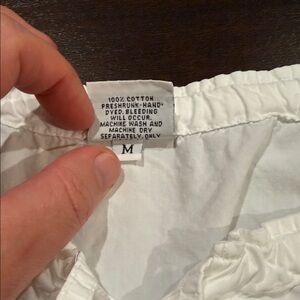 100% COTTON
PRESHRUNK-HAND-
DYED. BLEEDING
WILL OCCUR.
MACHINE WASH AND
MACHINE DRY
SEPARATELY. ONLY
M